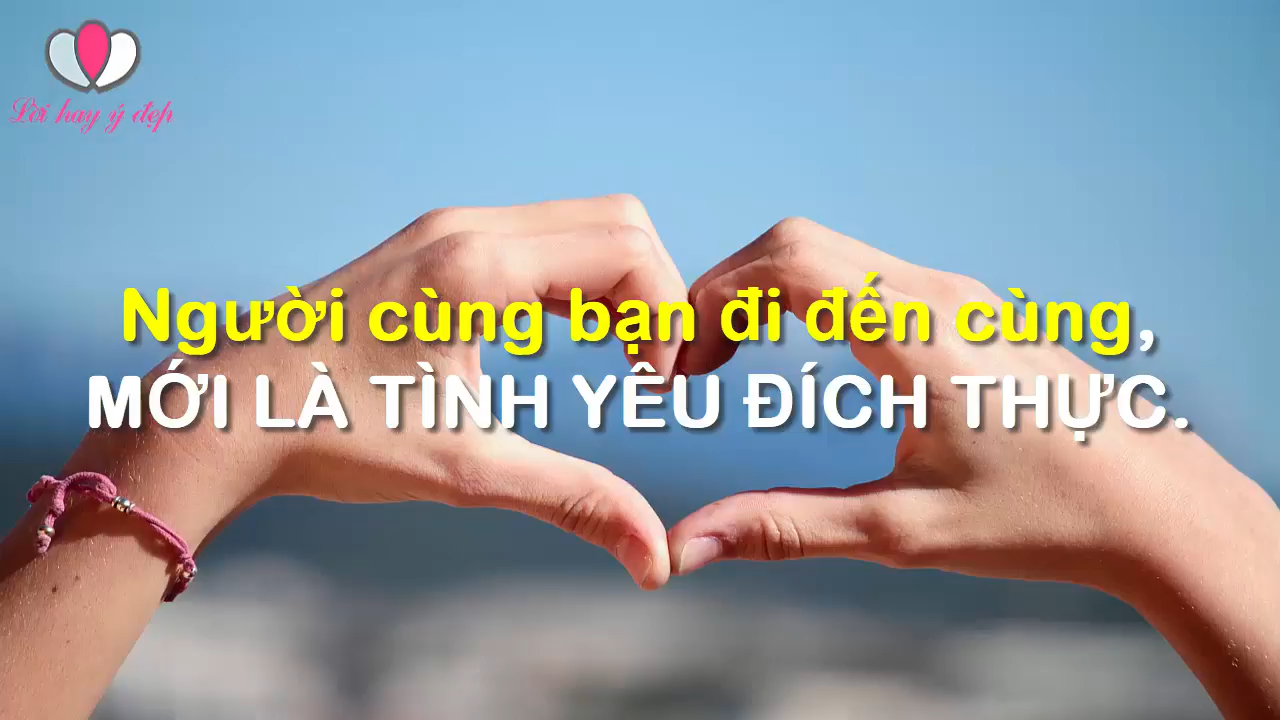 Lời hay ý đẹp
Người cùng bạn đi đến cùng,
MỚI LÀ TÌNH YÊU ĐÍCH THỰC.